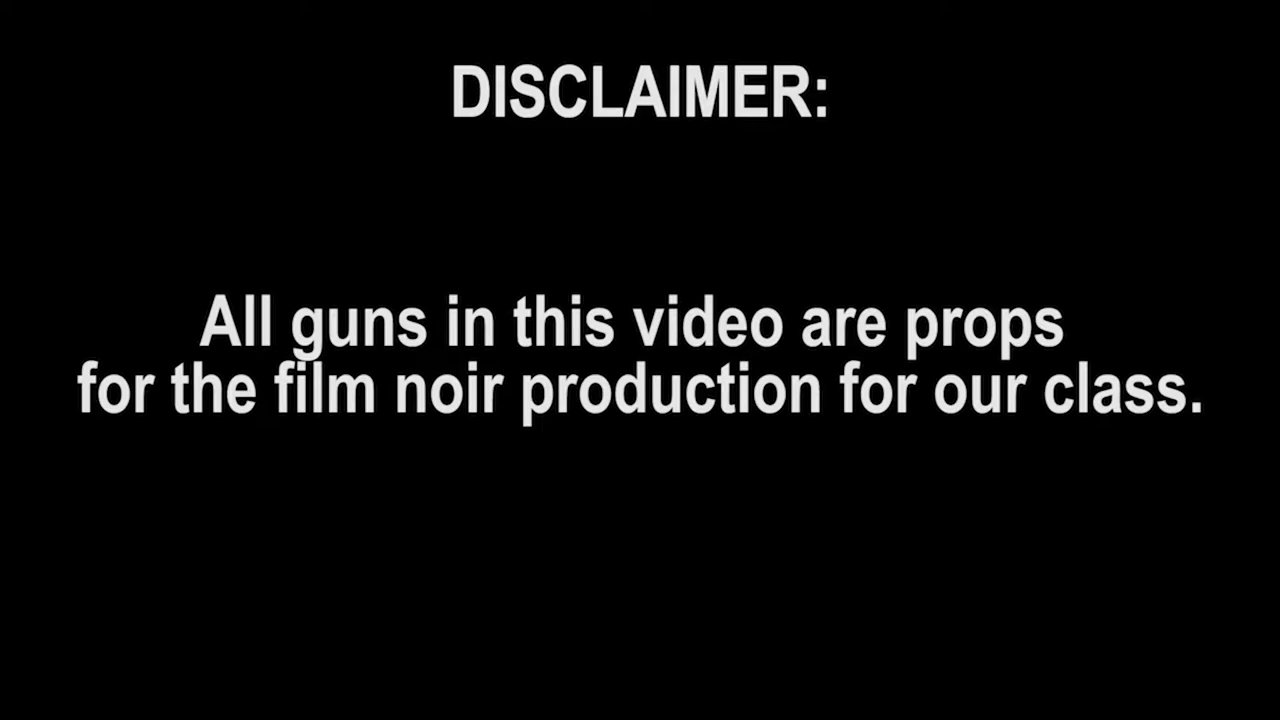 DISCLAIMER:
All guns in this video are props
for the film noir production for our class.